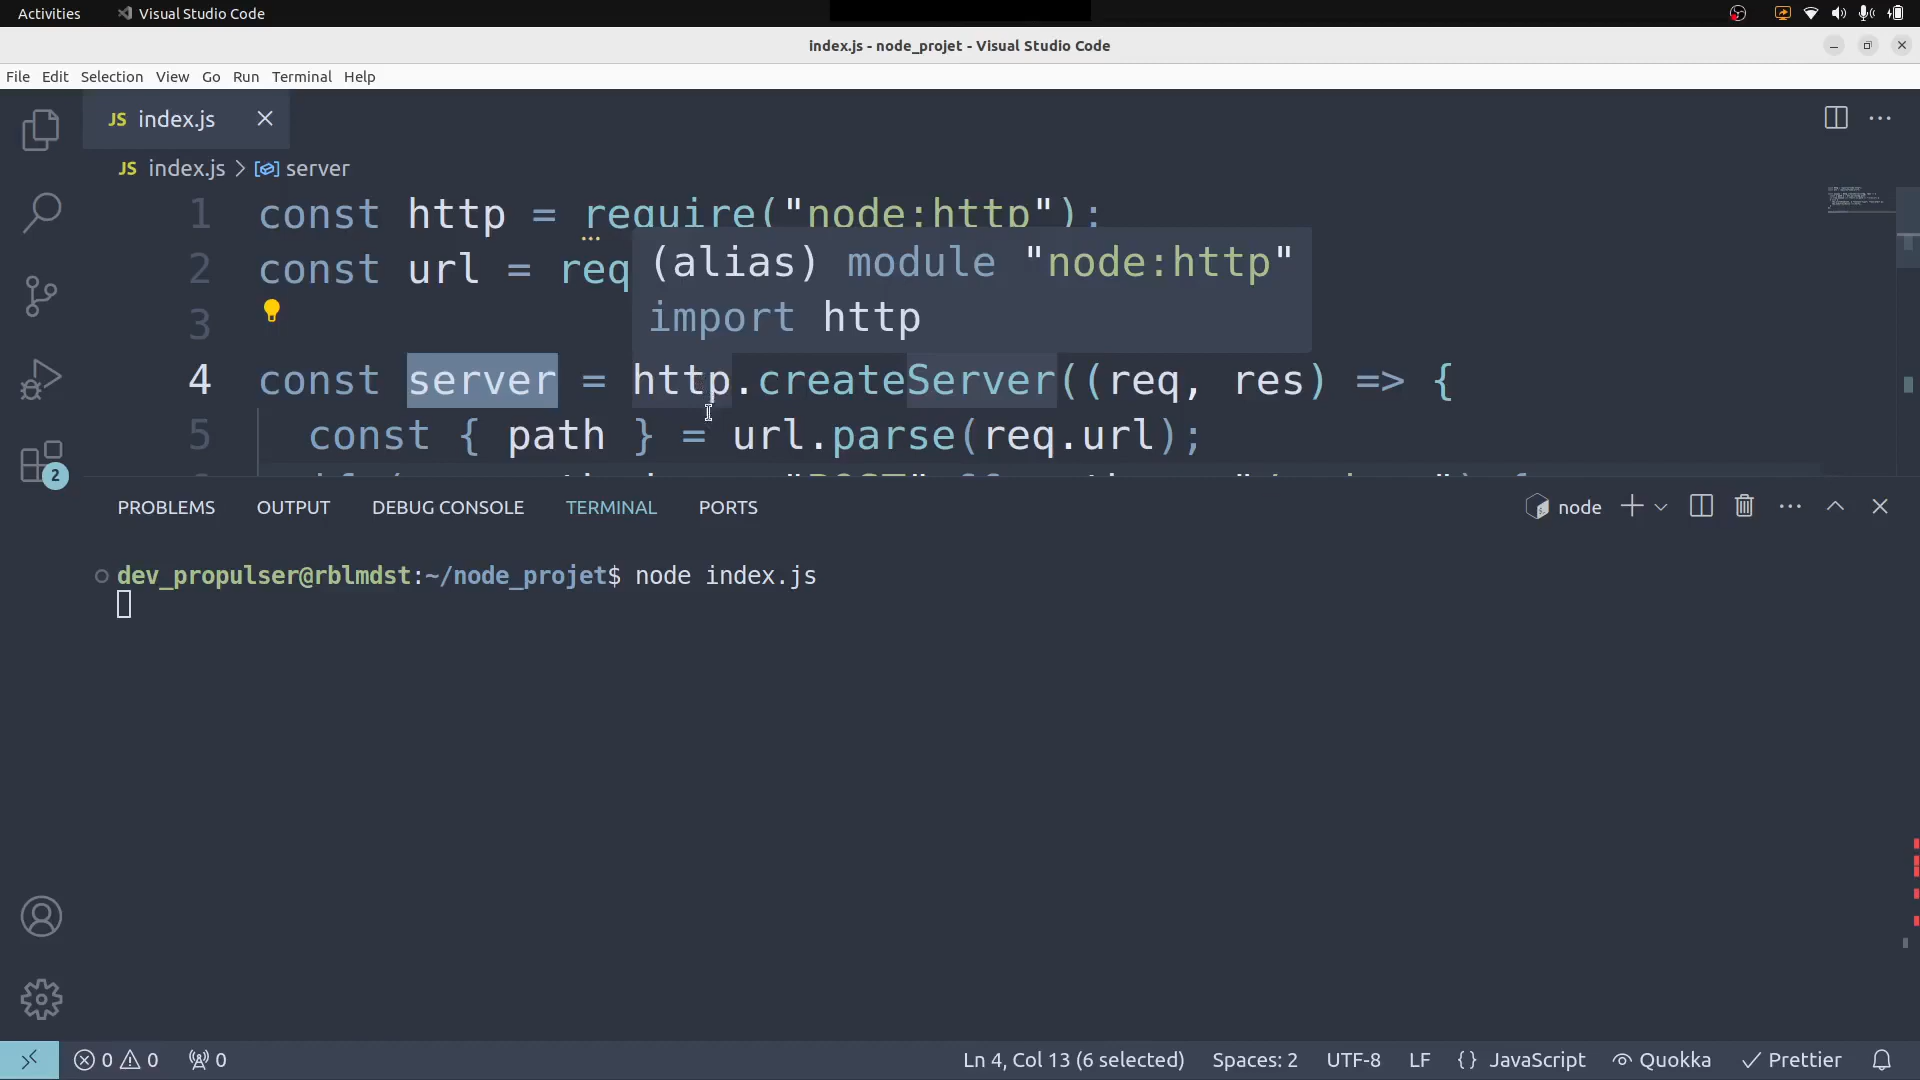 Activities Visual Studio Code
index.js - node_projet - Visual Studio Code
File Edit Selection View Go Run Terminal Help
JS index.js
JS index.js > server
1 const http = require("node:http");
2 const url = req
(alias) module "node:http"
import http
3
4 const server = http.createServer((req, res) => {
5 const { path } = url.parse(req.url);
2
PROBLEMS OUTPUT DEBUG CONSOLE TERMINAL PORTS
node
dev_propulser@rblmdst:~/node_projet$ node index.js
0 0 0 Ln 4, Col 13 (6 selected) Spaces: 2 UTF-8 LF {} JavaScript Quokka Prettier